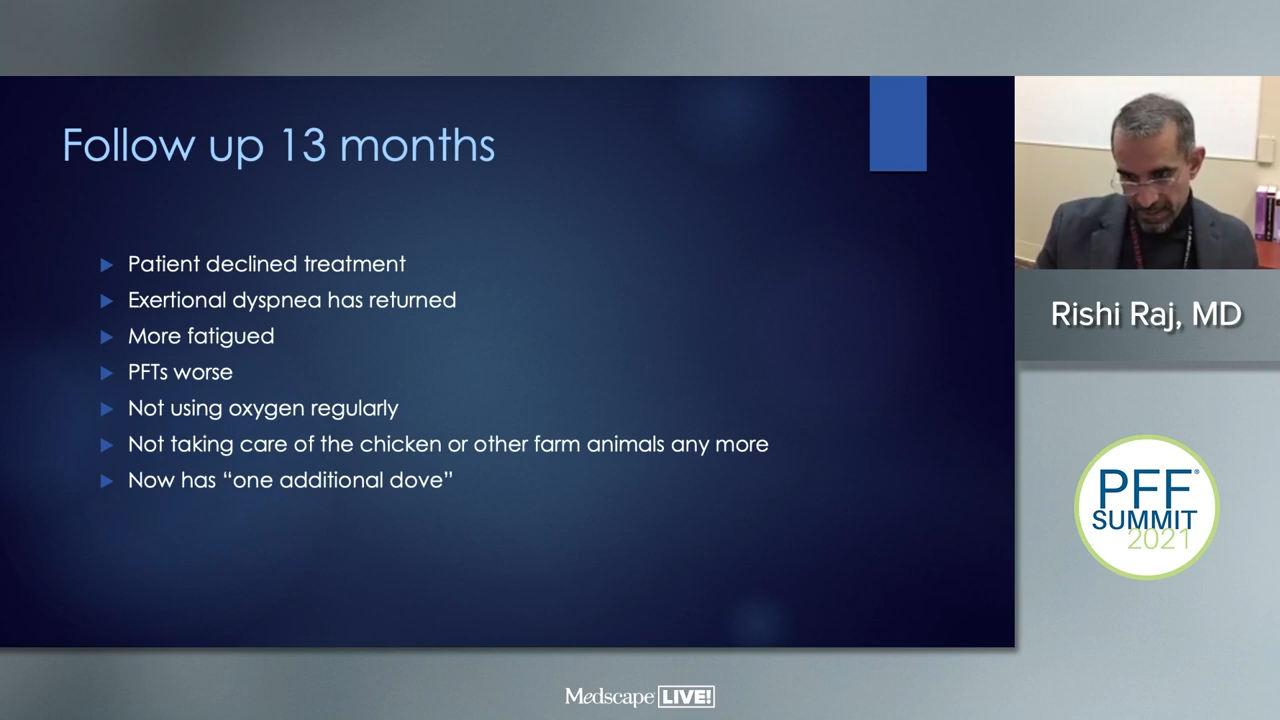 Follow up 13 months
Patient declined treatment
Exertional dyspnea has returned
More fatigued
PFTs worse
Not using oxygen regularly
Not taking care of the chicken or other farm animals any more
Now has “one additional dove”
Rishi Raj, MD
PFF®
SUMMIT
2021
Medscape LIVE!